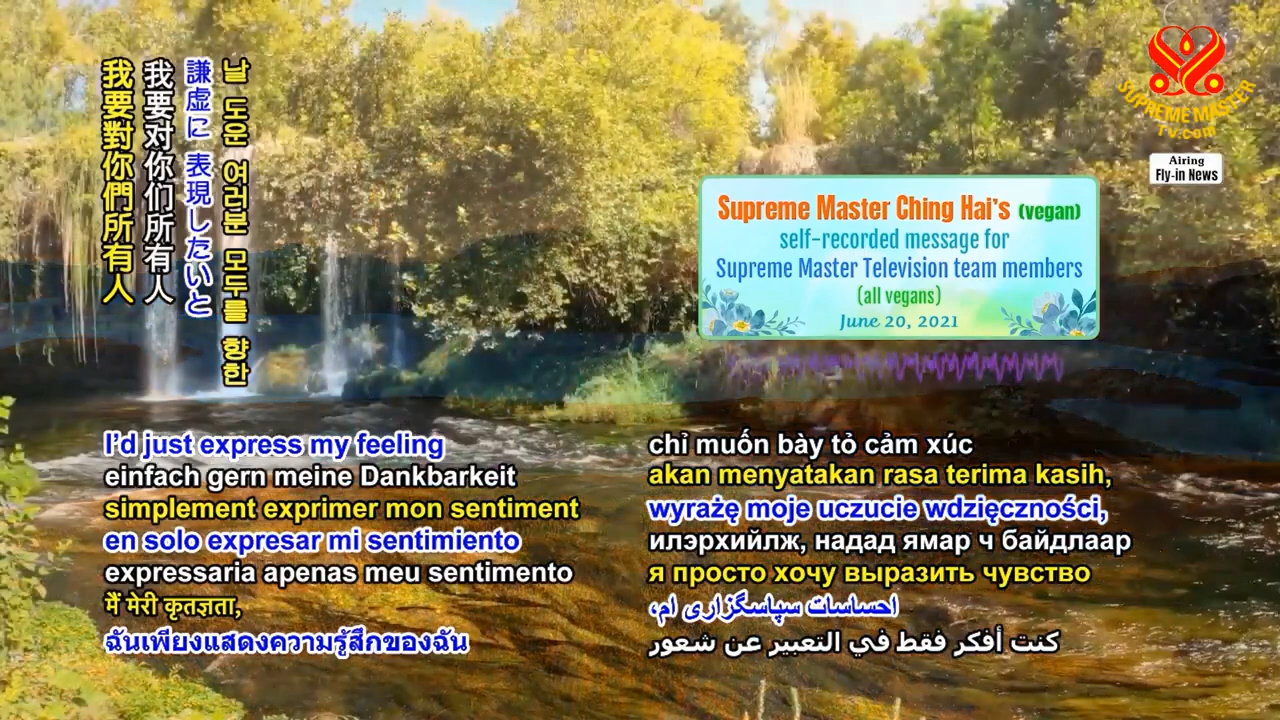 我要對你們所有人
我要对你们所有人
謙虚に 表現したいと
날 도운 여러분 모두를 향한
SUPREME MASTER
TV.com
Airing
Fly-in News
Supreme Master Ching Hai's (vegan)
self-recorded message for
Supreme Master Television team members
(all vegans)
June 20, 2021
I'd just express my feeling
einfach gern meine Dankbarkeit
simplement exprimer mon sentiment
en solo expresar mi sentimiento
expressaria apenas meu sentimento
मैं मेरी कृतज्ञता,
ฉันเพียงแสดงความรู้สึกของฉัน
chỉ muốn bày tỏ cảm xúc
akan menyatakan rasa terima kasih,
wyrażę moje uczucie wdzięczności,
илэрхийлж, надад ямар ч байдлаар
я просто хочу выразить чувство
احساسات سپاسگزاری ام،
كنت أفكر فقط في التعبير عن شعور